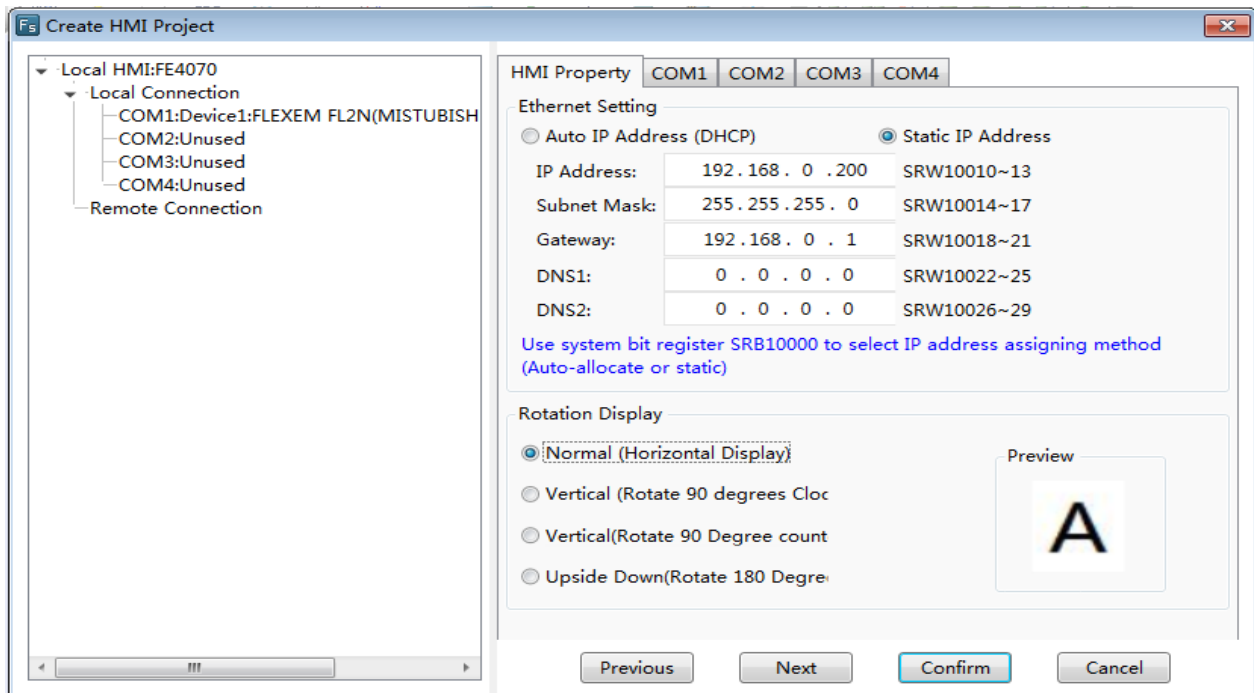 Fs Create HMI Project
Local HMI:FE4070
Local Connection
COM1:Device1:FLEXEM FL2N(MISTUBISH
COM2:Unused
COM3:Unused
COM4:Unused
Remote Connection
HMI Property COM1 COM2 COM3 COM4
Ethernet Setting
Auto IP Address (DHCP) Static IP Address
IP Address: 192.168. 0 .200 SRW10010~13
Subnet Mask: 255.255.255. 0 SRW10014~17
Gateway: 192.168. 0 . 1 SRW10018~21
DNS1: 0 . 0 . 0 . 0 SRW10022~25
DNS2: 0 . 0 . 0 . 0 SRW10026~29
Use system bit register SRB10000 to select IP address assigning method
(Auto-allocate or static)
Rotation Display
Normal (Horizontal Display)
Vertical (Rotate 90 degrees Cloc
Vertical(Rotate 90 Degree count
Upside Down(Rotate 180 Degre
Preview
A
Previous Next Confirm Cancel